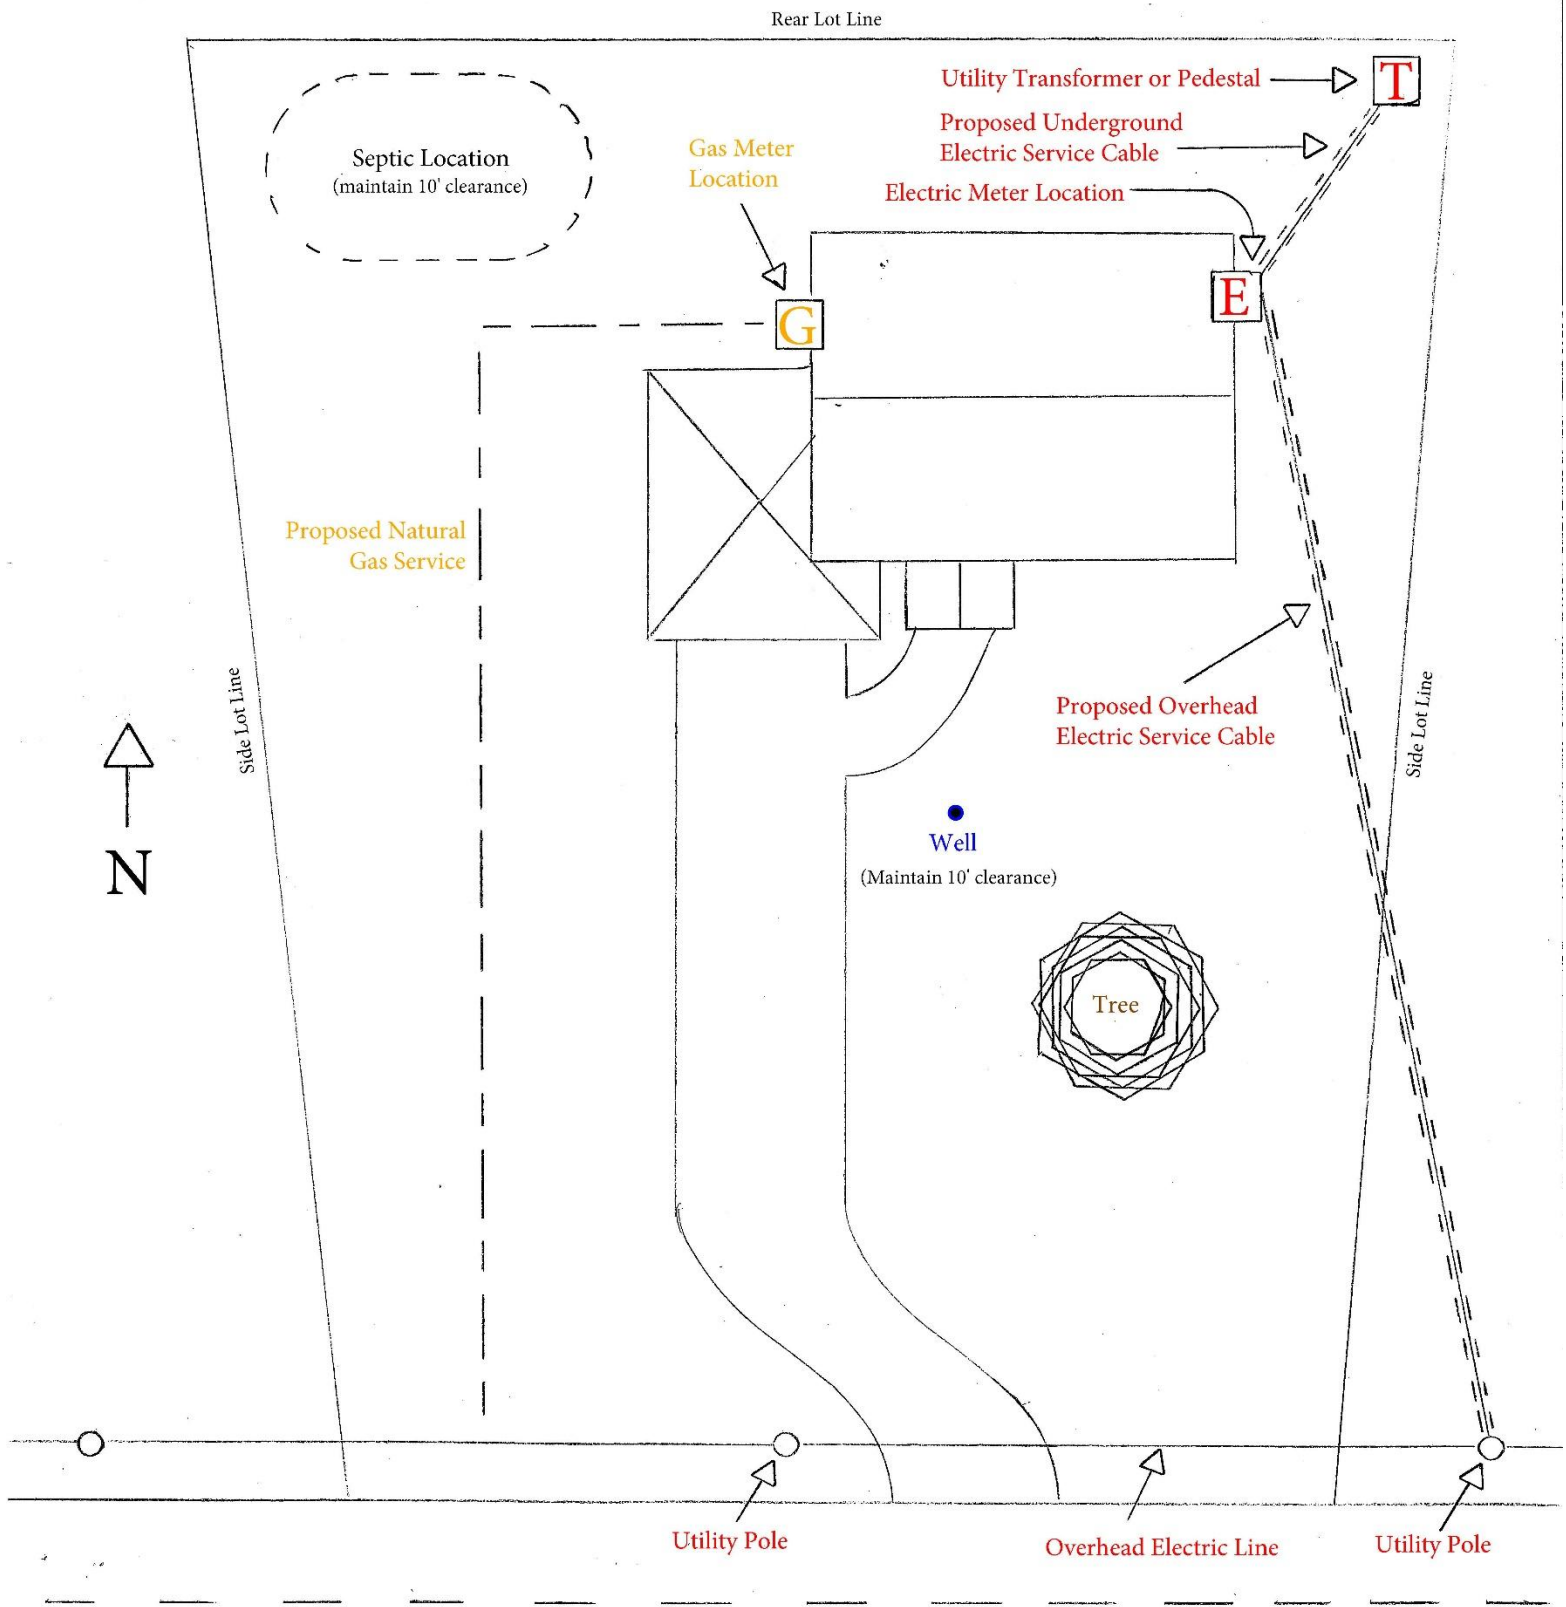 Rear Lot Line
Utility Transformer or Pedestal
T
Proposed Underground
Electric Service Cable
Septic Location
(maintain 10' clearance)
Gas Meter
Location
Electric Meter Location
G
E
Proposed Natural
Gas Service
Side Lot Line
Proposed Overhead
Electric Service Cable
Side Lot Line
N
Well
(Maintain 10' clearance)
Tree
Utility Pole
Overhead Electric Line
Utility Pole